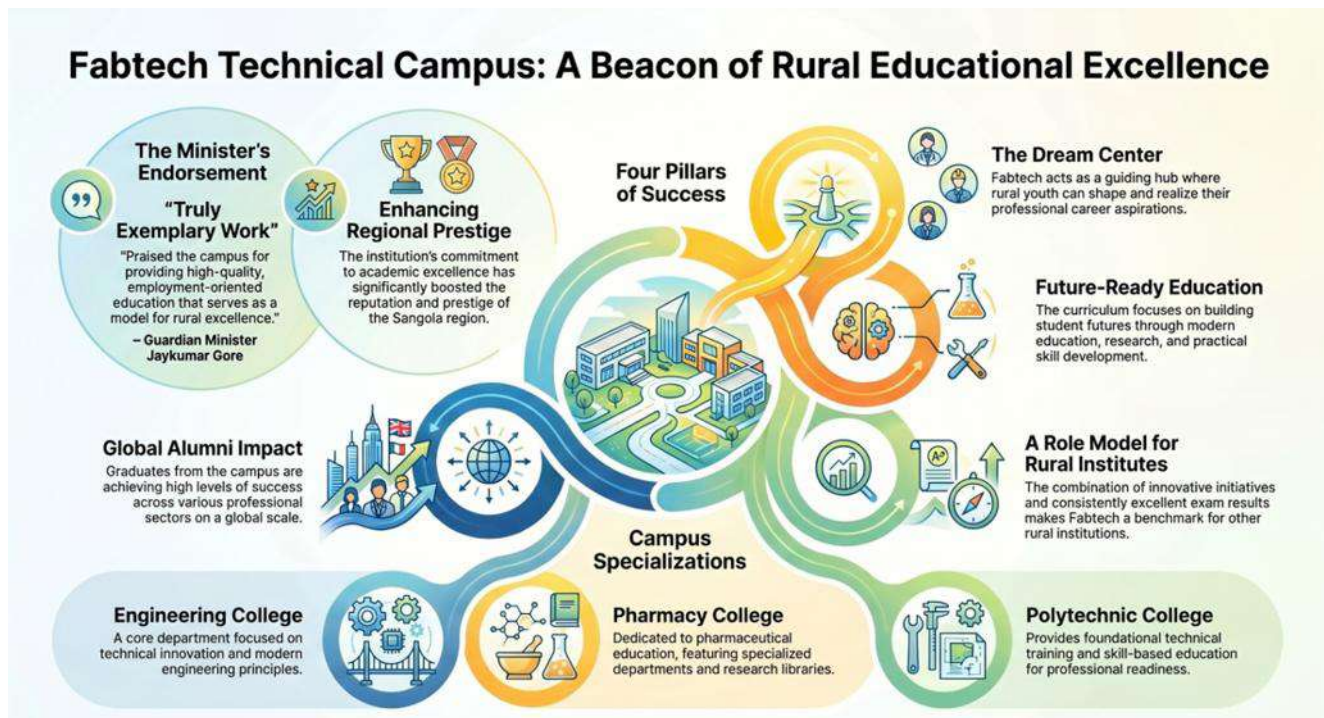 Fabtech Technical Campus: A Beacon of Rural Educational Excellence
The Minister's
Endorsement
"Truly
Exemplary Work"
"Praised the campus for
providing high-quality,
employment-oriented
education that serves as a
model for rural excellence."
– Guardian Minister
Jaykumar Gore
Enhancing
Regional Prestige
The institution's commitment
to academic excellence has
significantly boosted the
reputation and prestige of
the Sangola region.
Four Pillars
of Success
The Dream Center
Fabtech acts as a guiding hub where
rural youth can shape and realize their
professional career aspirations.
Future-Ready Education
The curriculum focuses on building
student futures through modern
education, research, and practical
skill development.
Global Alumni Impact
Graduates from the campus are
achieving high levels of success
across various professional
sectors on a global scale.
A+
A Role Model for
Rural Institutes
The combination of innovative initiatives
and consistently excellent exam results
makes Fabtech a benchmark for other
rural institutions.
Campus
Specializations
Engineering College
A core department focused on
technical innovation and modern
engineering principles.
Pharmacy College
Dedicated to pharmaceutical
education, featuring specialized
departments and research libraries.
Polytechnic College
Provides foundational technical
training and skill-based education
for professional readiness.